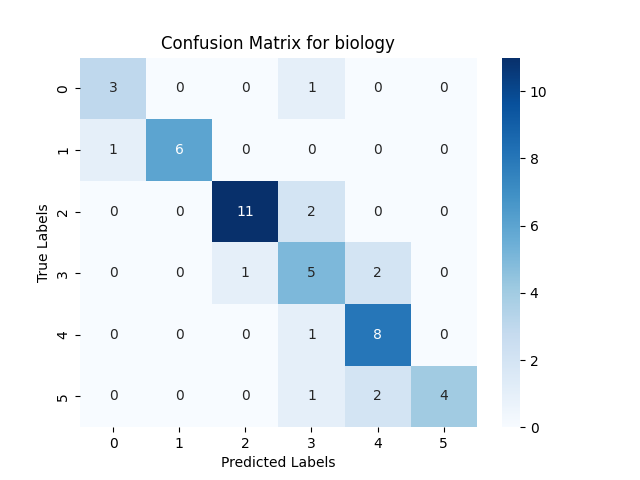 Confusion Matrix for biology
True Labels
0 3 0 0 1 0 0
1 1 6 0 0 0 0
2 0 0 11 2 0 0
3 0 0 1 5 2 0
4 0 0 0 1 8 0
5 0 0 0 1 2 4
0 1 2 3 4 5
Predicted Labels
10
8
6
4
2
0